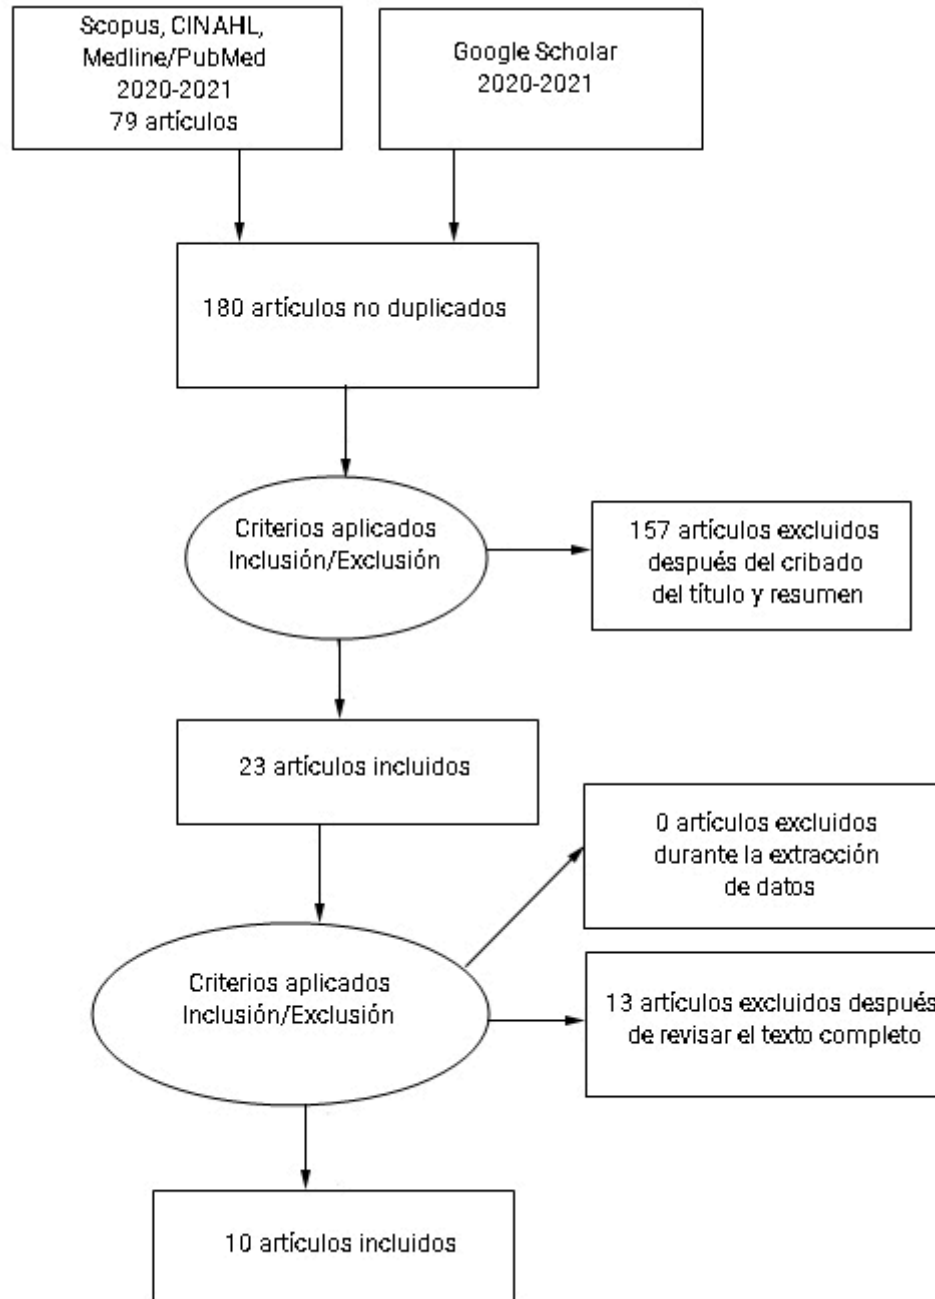 Scopus, CINAHL,
Medline/PubMed
2020-2021
79 artículos
Google Scholar
2020-2021
180 artículos no duplicados
Criterios aplicados
Inclusión/Exclusión
157 artículos excluidos
después del cribado
del título y resumen
23 artículos incluidos
0 artículos excluidos
durante la extracción
de datos
Criterios aplicados
Inclusión/Exclusión
13 artículos excluidos después
de revisar el texto completo
10 artículos incluidos